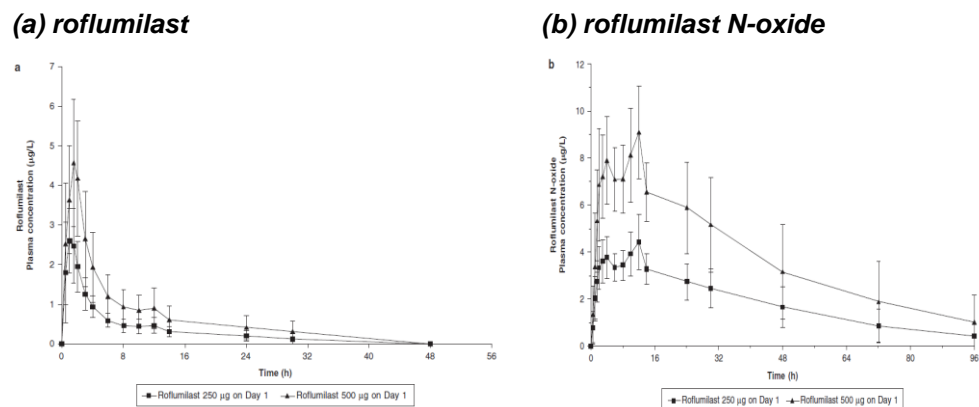 (a) roflumilast
(b) roflumilast N-oxide
a
7
6
5
4
3
2
1
0
Roflumilast
Plasma concentration (µg/L)
0 8 16 24 32 40 48 56
Time (h)
Roflumilast 250 µg on Day 1 Roflumilast 500 µg on Day 1
b
12
10
8
6
4
2
0
Roflumilast N-oxide
Plasma concentration (µg/L)
0 16 32 48 64 80 96
Time (h)
Roflumilast 250 µg on Day 1 Roflumilast 500 µg on Day 1